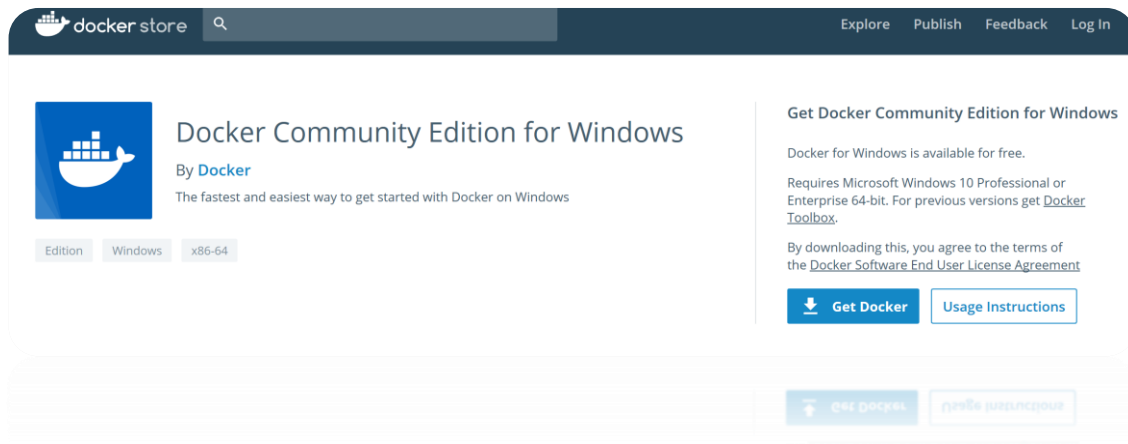 docker store
Explore Publish Feedback Log In
Docker Community Edition for Windows
By Docker
The fastest and easiest way to get started with Docker on Windows
Edition Windows x86-64
Get Docker Community Edition for Windows
Docker for Windows is available for free.
Requires Microsoft Windows 10 Professional or
Enterprise 64-bit. For previous versions get Docker
Toolbox.
By downloading this, you agree to the terms of
the Docker Software End User License Agreement
Get Docker
Usage Instructions